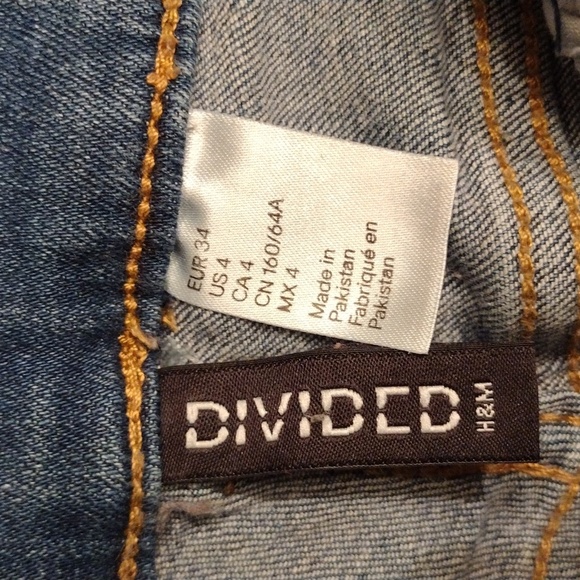 EUR 34
US 4
CA 4
CN 160/64A
MX 4
Made in
Pakistan
Fabriqué en
Pakistan
DIVIDED
H&M